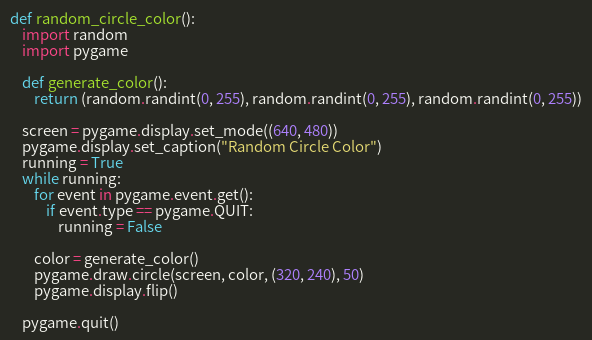 def random_circle_color():
    import random
    import pygame

    def generate_color():
        return (random.randint(0, 255), random.randint(0, 255), random.randint(0, 255))

    screen = pygame.display.set_mode((640, 480))
    pygame.display.set_caption("Random Circle Color")
    running = True
    while running:
        for event in pygame.event.get():
            if event.type == pygame.QUIT:
                running = False

        color = generate_color()
        pygame.draw.circle(screen, color, (320, 240), 50)
        pygame.display.flip()

    pygame.quit()